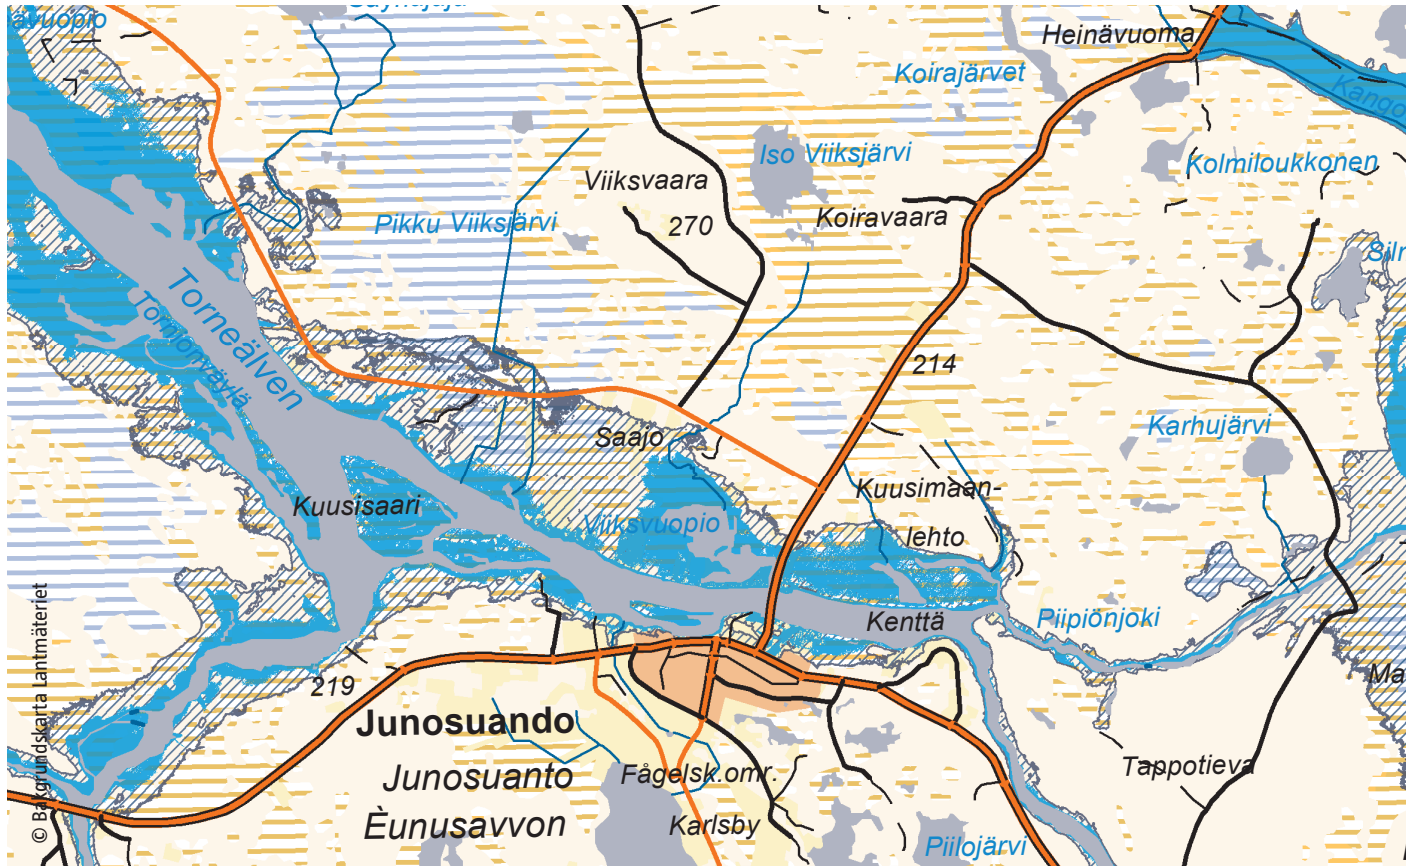 Heinävuoma
Koirajärvet
Iso Viiksjärvi
Kolmiloukkonen
Viiksvaara
Koiravaara
270
Pikku Viiksjärvi
Torneälven
Tormonväylä
214
Karhujärvi
Saajo
Kuusimaan-
lehto
Kuusisaari
Viiksvuopio
Kenttä
Piipiönjoki
219
Junosuando
Junosuanto
Èunusavvon
Fågelsk.omr.
Karlsby
Tappotieva
Piilojärvi
© Bakgrundskarta Lantmäteriet